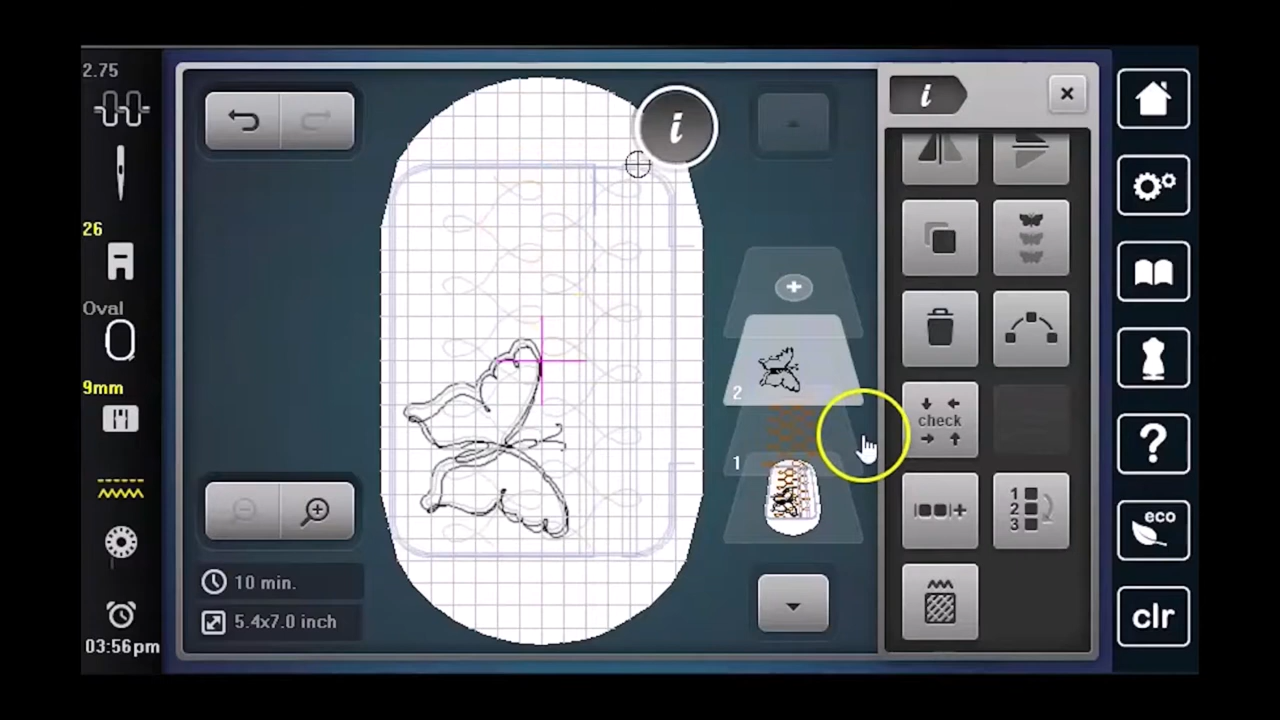 2.75
26
Oval
9mm
03:56pm
10 min.
5.4x7.0 inch
i
2
1
i
check
1
2
3
?
eco
clr